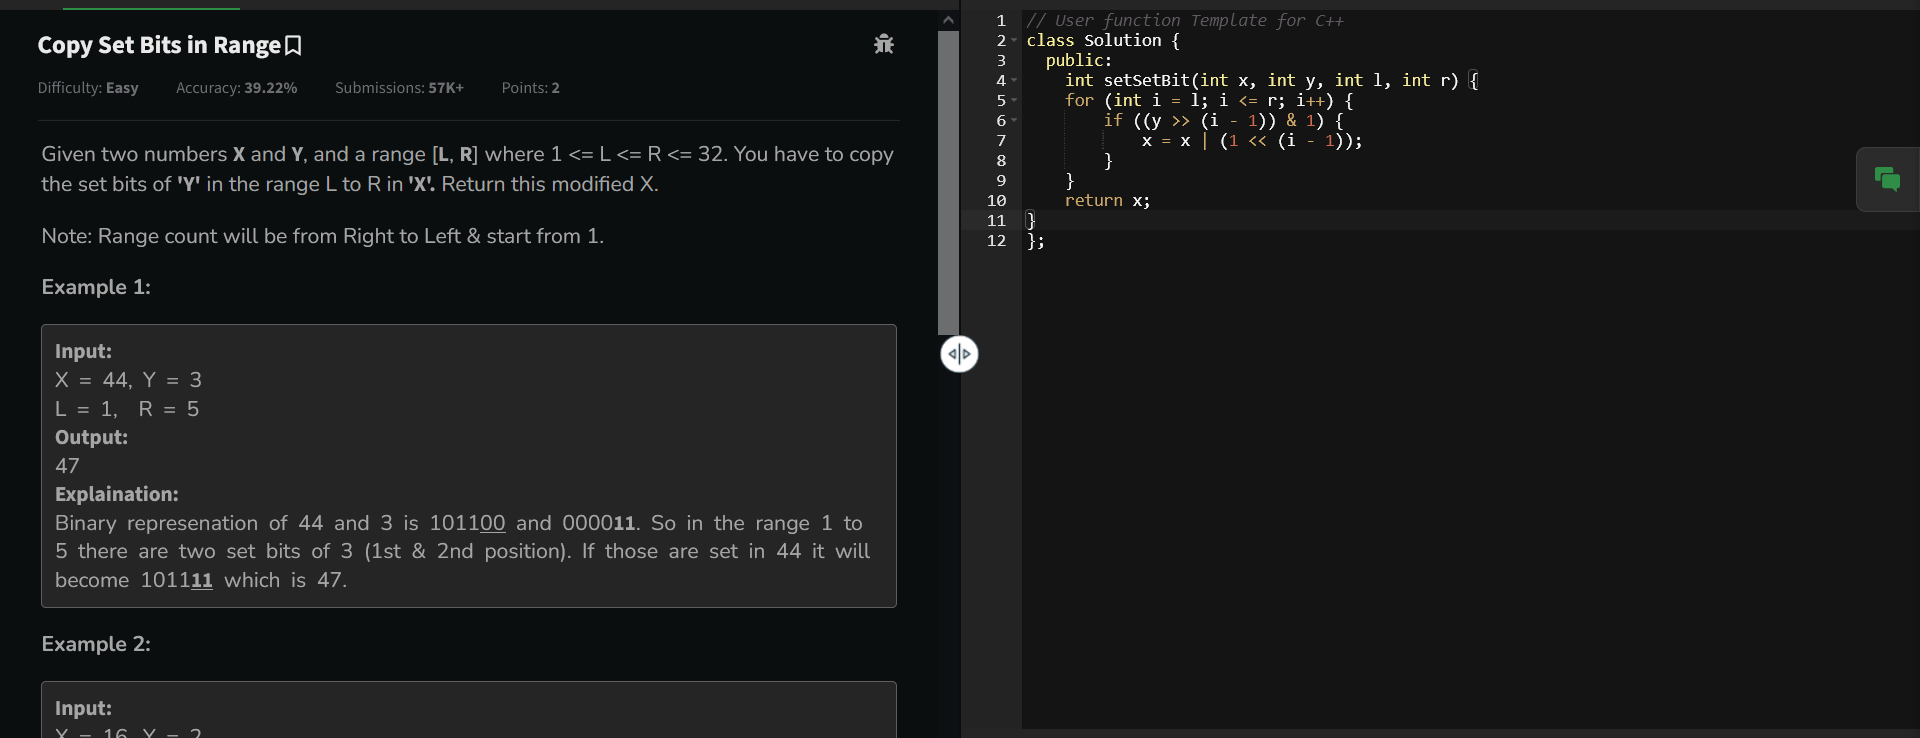 Copy Set Bits in Range
Difficulty: Easy Accuracy: 39.22% Submissions: 57K+ Points: 2
Given two numbers X and Y, and a range [L, R] where 1 <= L <= R <= 32. You have to copy
the set bits of 'Y' in the range L to R in 'X'. Return this modified X.
Note: Range count will be from Right to Left & start from 1.
Example 1:
Input:
X = 44, Y = 3
L = 1, R = 5
Output:
47
Explaination:
Binary represenation of 44 and 3 is 101100 and 000011. So in the range 1 to
5 there are two set bits of 3 (1st & 2nd position). If those are set in 44 it will
become 101111 which is 47.
Example 2:
Input:
X = 16, Y = 2
1 // User function Template for C++
2 class Solution {
3 public:
4 int setSetBit(int x, int y, int l, int r) {
5 for (int i = l; i <= r; i++) {
6 if ((y >> (i - 1)) & 1) {
7 x = x | (1 << (i - 1));
8 }
9 }
10 return x;
11 }
12 };